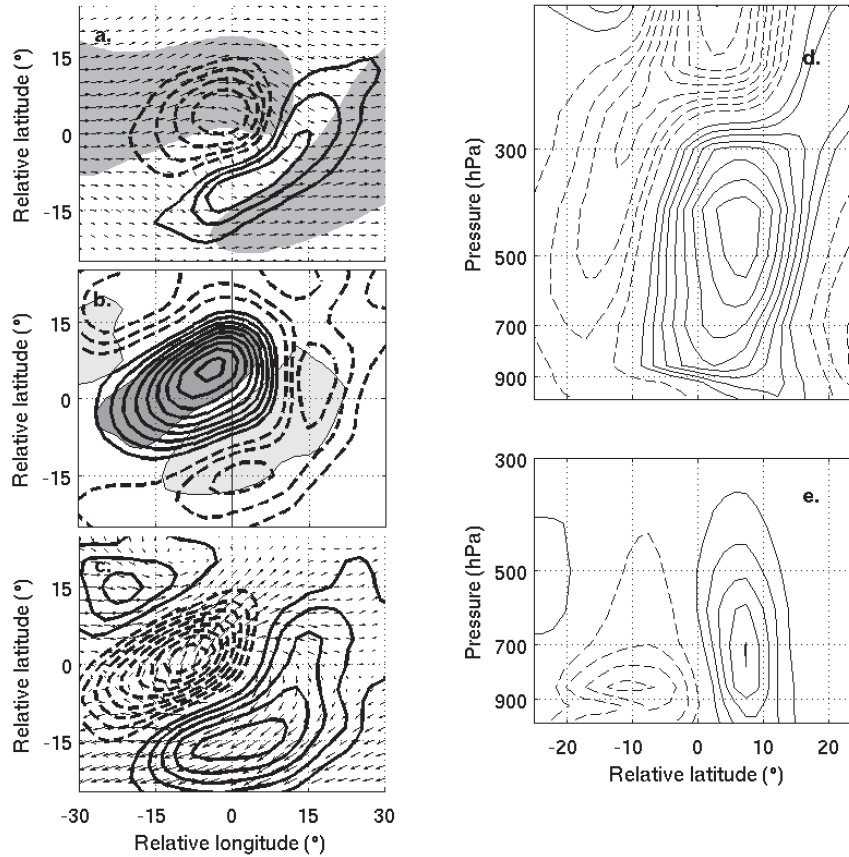 a.
15
0
-15
Relative latitude (°)
b.
15
0
-15
Relative latitude (°)
c.
15
0
-15
Relative latitude (°)
-30 -15 0 15 30
Relative longitude (°)
d.
300
500
700
900
Pressure (hPa)
e.
300
500
700
900
Pressure (hPa)
-20 -10 0 10 20
Relative latitude (°)